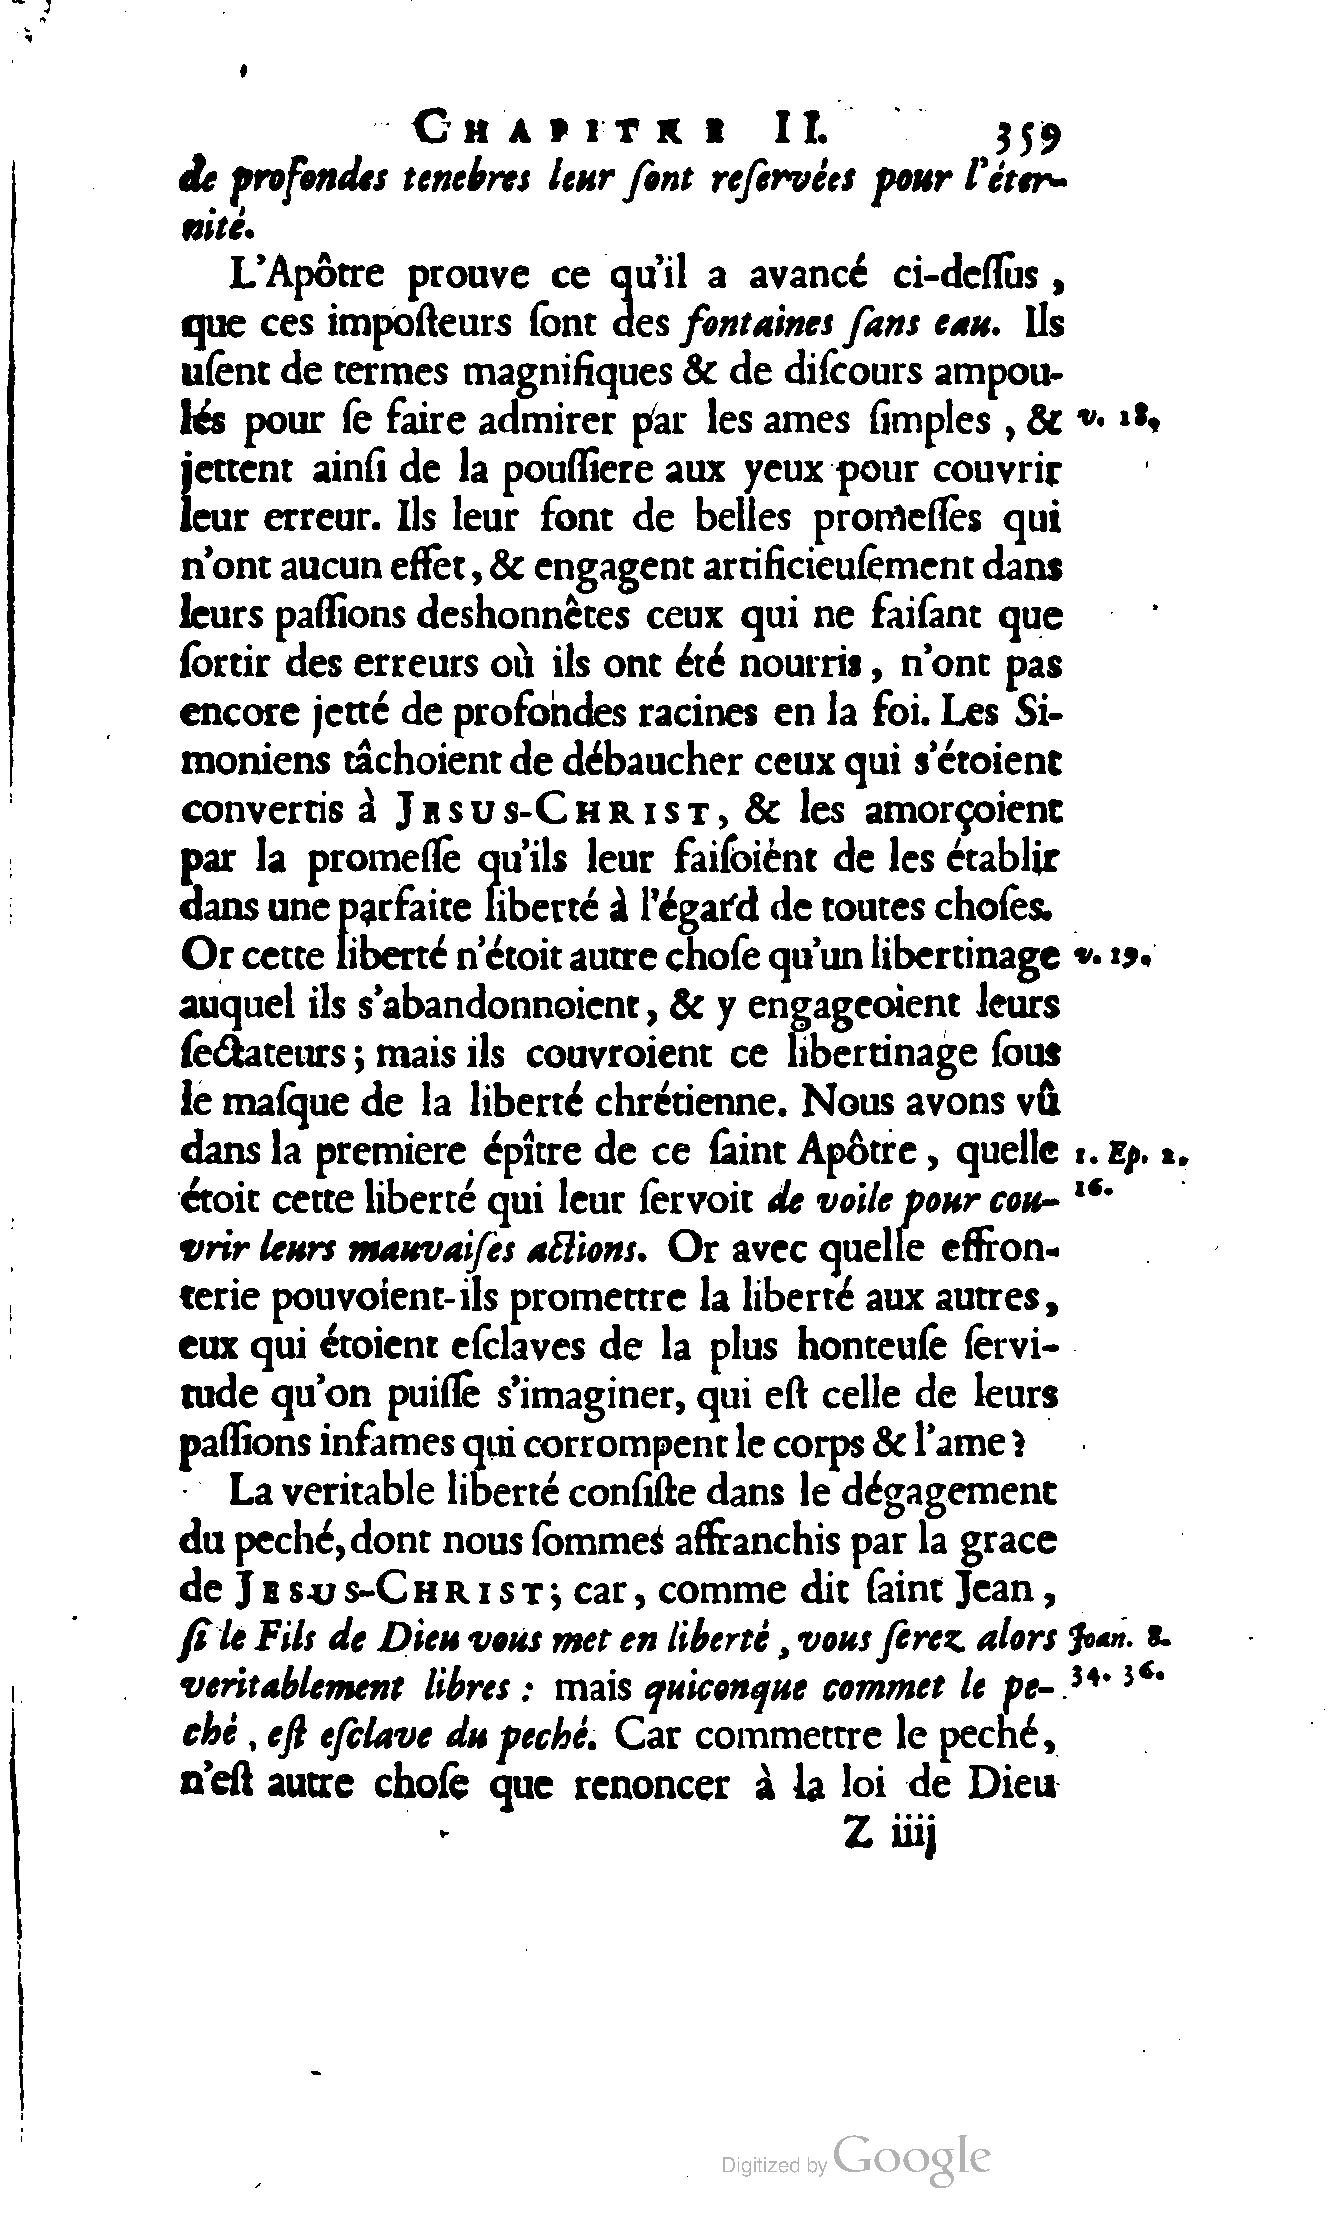 CHAPITRE II. 359
de profondes tenebres leur ſont reſervées pour l'éter-
nité.
L'Apôtre prouve ce qu'il a avancé ci-deſſus,
que ces impoſteurs ſont des fontaines ſans eau. Ils
uſent de termes magnifiques & de diſcours ampou-
lés pour ſe faire admirer par les ames ſimples, & v. 18.
jettent ainſi de la pouſſiere aux yeux pour couvrir
leur erreur. Ils leur font de belles promeſſes qui
n'ont aucun effet, & engagent artificieuſement dans
leurs paſſions deshonnêtes ceux qui ne faiſant que
ſortir des erreurs où ils ont été nourris, n'ont pas
encore jetté de profondes racines en la foi. Les Si-
moniens tâchoient de débaucher ceux qui s'étoient
convertis à JESUS-CHRIST, & les amorçoient
par la promeſſe qu'ils leur faiſoient de les établir
dans une parfaite liberté à l'égard de toutes choſes.
Or cette liberté n'étoit autre choſe qu'un libertinage v. 19.
auquel ils s'abandonnoient, & y engageoient leurs
ſectateurs; mais ils couvroient ce libertinage ſous
le maſque de la liberté chrétienne. Nous avons vû
dans la premiere épître de ce ſaint Apôtre, quelle 1. Ep. 2.
étoit cette liberté qui leur ſervoit de voile pour cou- 16.
vrir leurs mauvaiſes actions. Or avec quelle effron-
terie pouvoient-ils promettre la liberté aux autres,
eux qui étoient eſclaves de la plus honteuſe ſervi-
tude qu'on puiſſe s'imaginer, qui eſt celle de leurs
paſſions infames qui corrompent le corps & l'ame?
La veritable liberté conſiſte dans le dégagement
du peché, dont nous ſommes affranchis par la grace
de JESUS-CHRIST; car, comme dit ſaint Jean,
ſi le Fils de Dieu vous met en liberté, vous ſerez alors Joan. 8.
veritablement libres : mais quiconque commet le pe- 34. 36.
ché, eſt eſclave du peché. Car commettre le peché,
n'eſt autre choſe que renoncer à la loi de Dieu
Z iiij
Digitized by Google